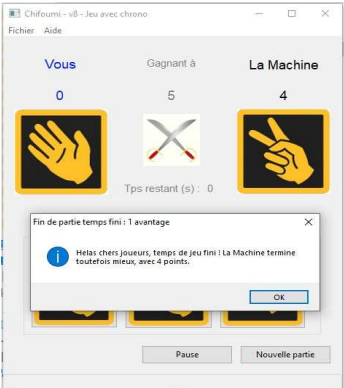 Chifoumi - v8 - Jeu avec chrono
Fichier Aide
Vous Gagnant à La Machine
0 5 4
Tps restant (s) : 0
Fin de partie temps fini : 1 avantage
Helas chers joueurs, temps de jeu fini ! La Machine termine
toutefois mieux, avec 4 points.
OK
Pause Nouvelle partie